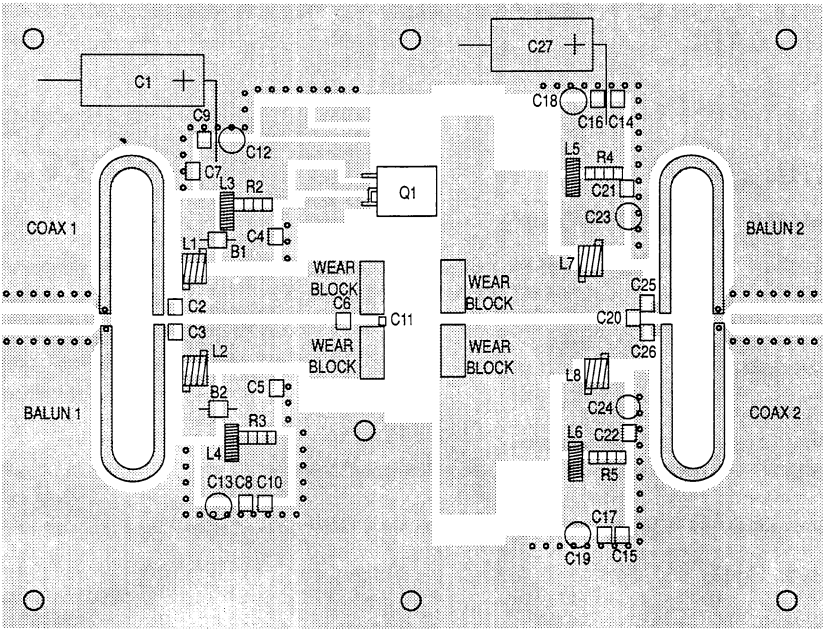 C27
C1
+
+
C18
C16 C14
C9
C12
C7
L5
R4
L3
R2
C21
Q1
C23
COAX 1
BALUN 2
C4
L1
B1
L7
WEAR
BLOCK
WEAR
BLOCK
C25
C2
C6
C11
C20
C3
C26
WEAR
BLOCK
WEAR
BLOCK
L2
L8
B2
C5
BALUN 1
COAX 2
C24
R3
L6
C22
L4
R5
C13 C8 C10
C17
C19
C15